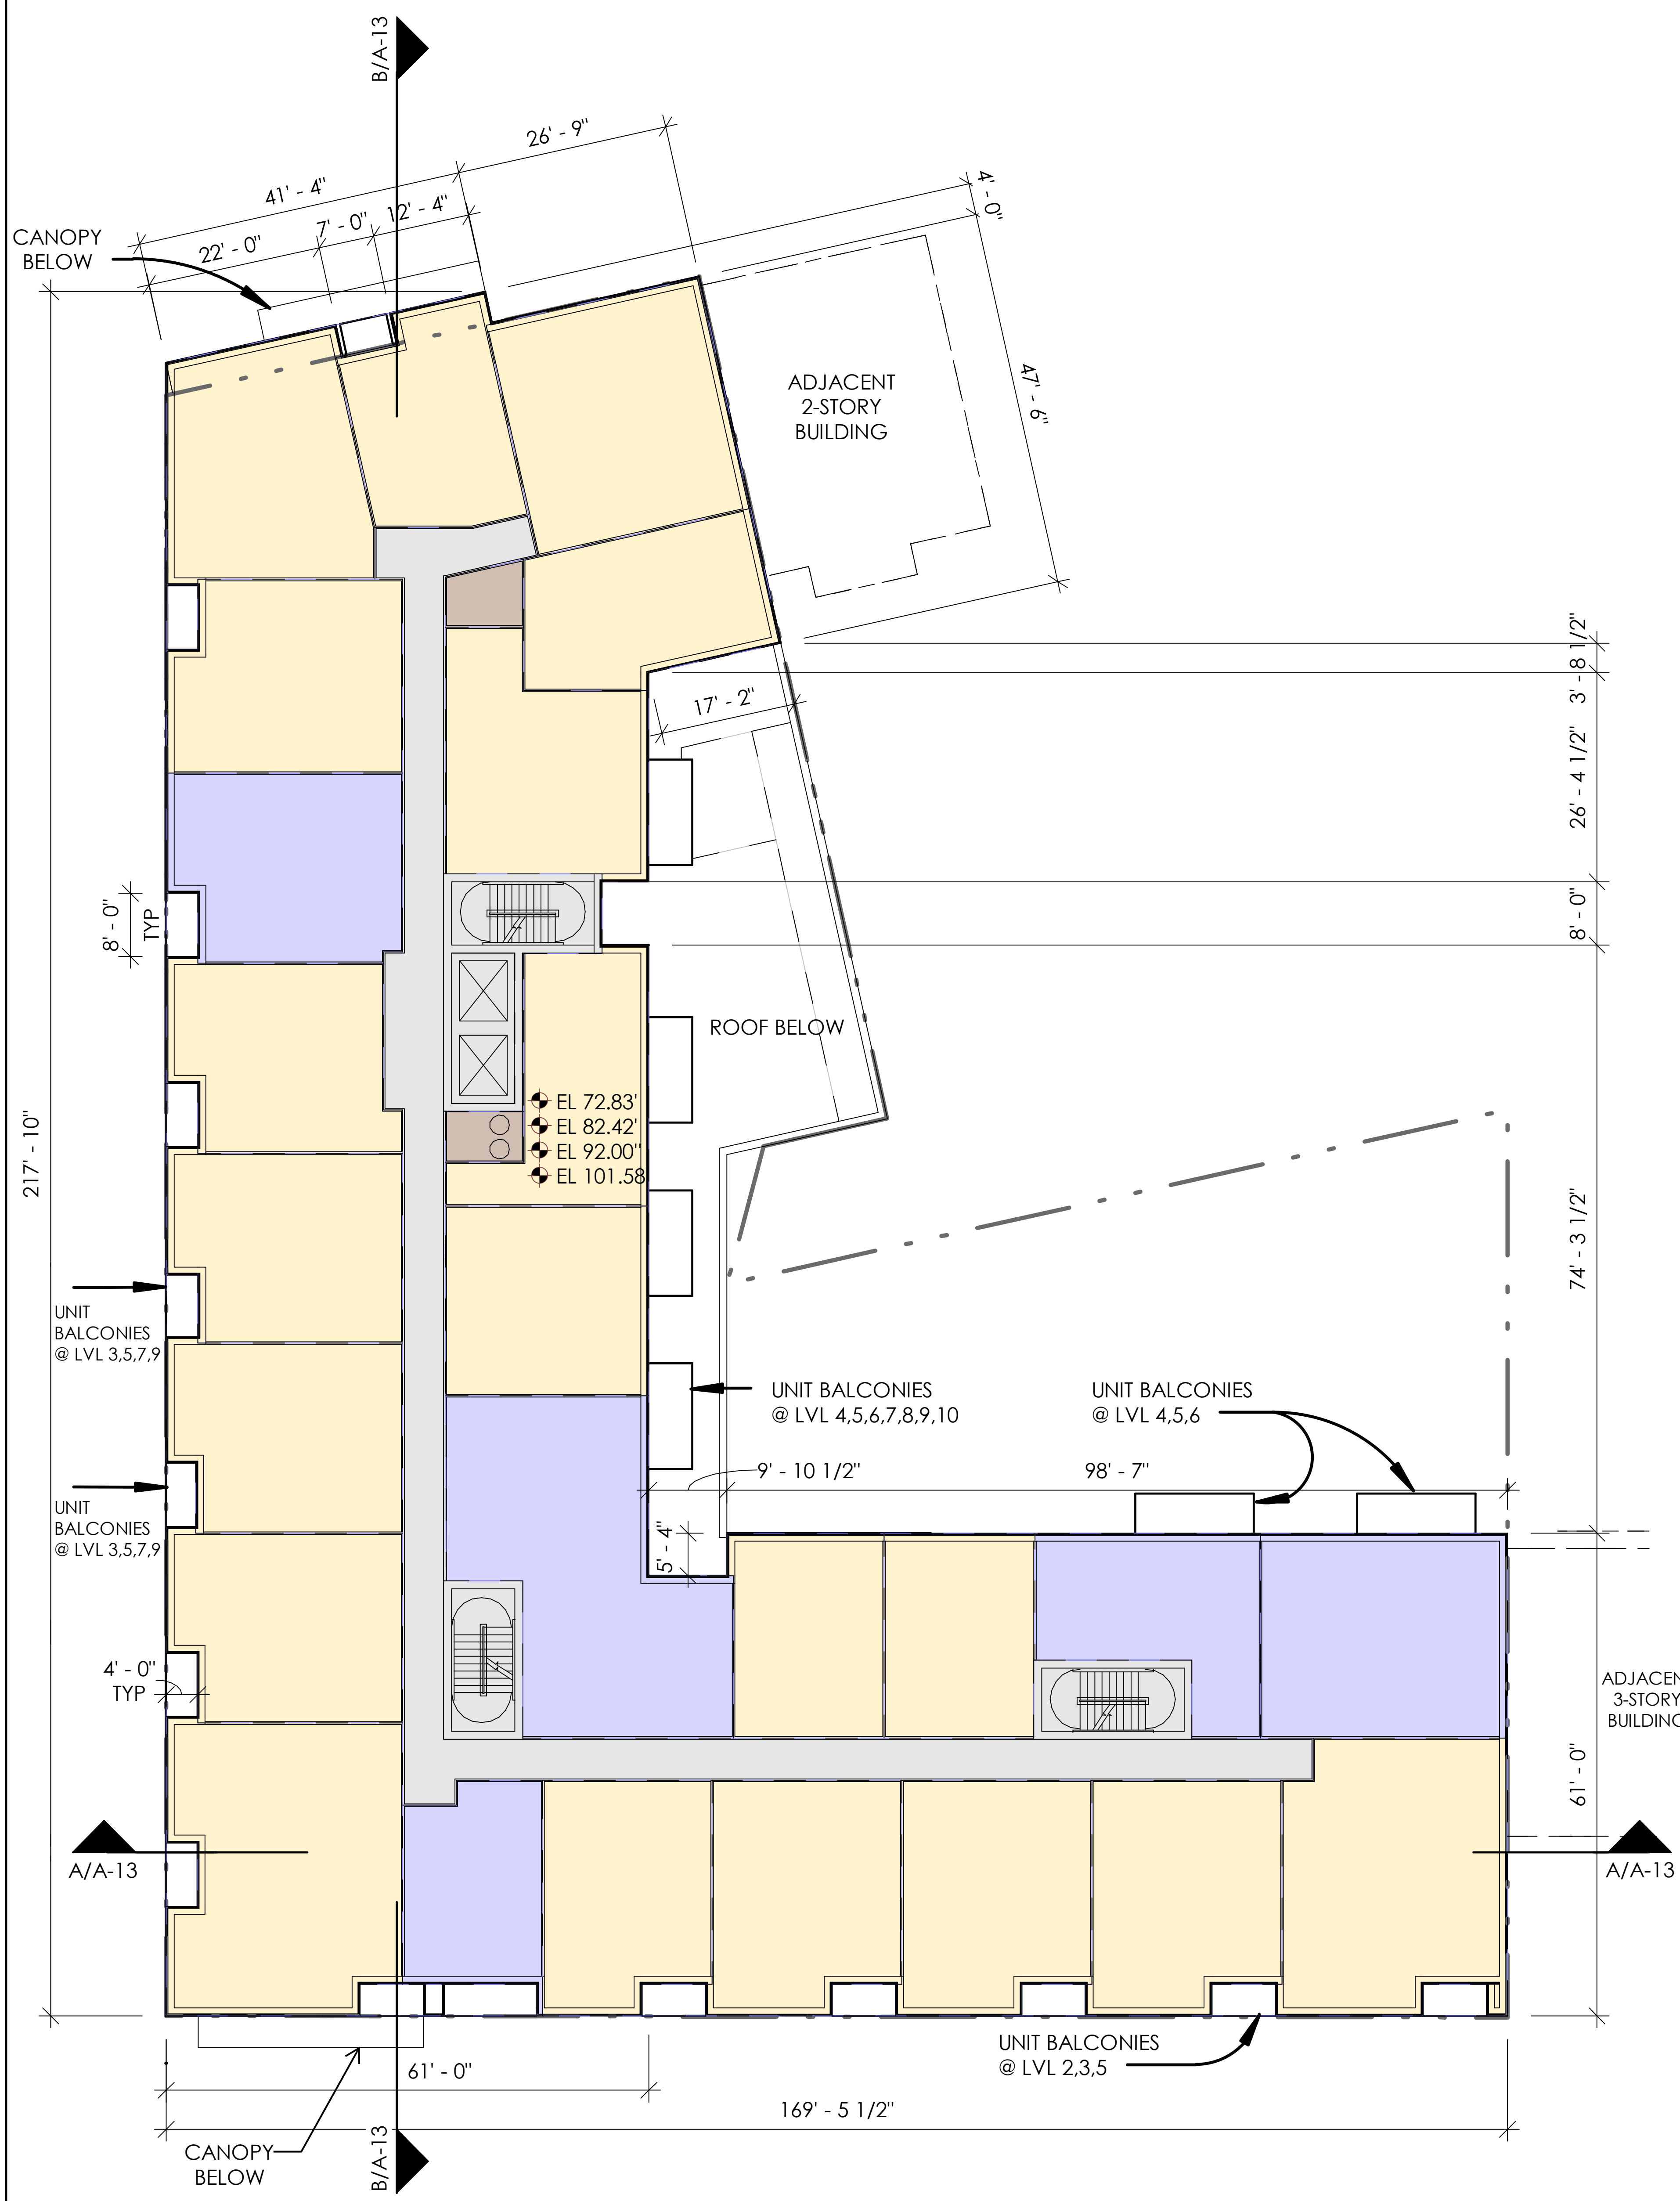 B/A-13
26' - 9"
41' - 4"
4' - 0"
7' - 0"
12' - 4"
22' - 0"
CANOPY
BELOW
ADJACENT
2-STORY
BUILDING
47' - 6"
3' - 8 1/2"
17' - 2"
26' - 4 1/2"
8' - 0"
TYP
8' - 0"
ROOF BELOW
EL 72.83'
EL 82.42'
EL 92.00"
EL 101.58
217' - 10"
74' - 3 1/2"
UNIT
BALCONIES
@ LVL 3,5,7,9
UNIT BALCONIES
@ LVL 4,5,6,7,8,9,10
UNIT BALCONIES
@ LVL 4,5,6
9' - 10 1/2"
98' - 7"
UNIT
BALCONIES
@ LVL 3,5,7,9
5' - 4"
4' - 0"
TYP
ADJACEN
3-STORY
BUILDING
61' - 0"
A/A-13
A/A-13
UNIT BALCONIES
@ LVL 2,3,5
61' - 0"
169' - 5 1/2"
CANOPY
BELOW
B/A-13